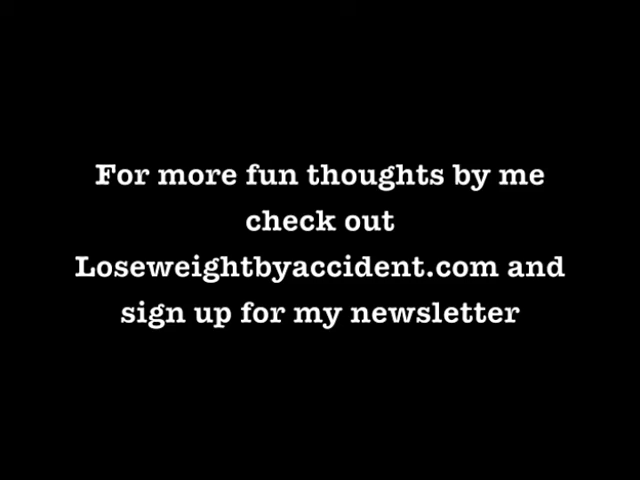 For more fun thoughts by me
check out
Loseweightbyaccident.com and
sign up for my newsletter